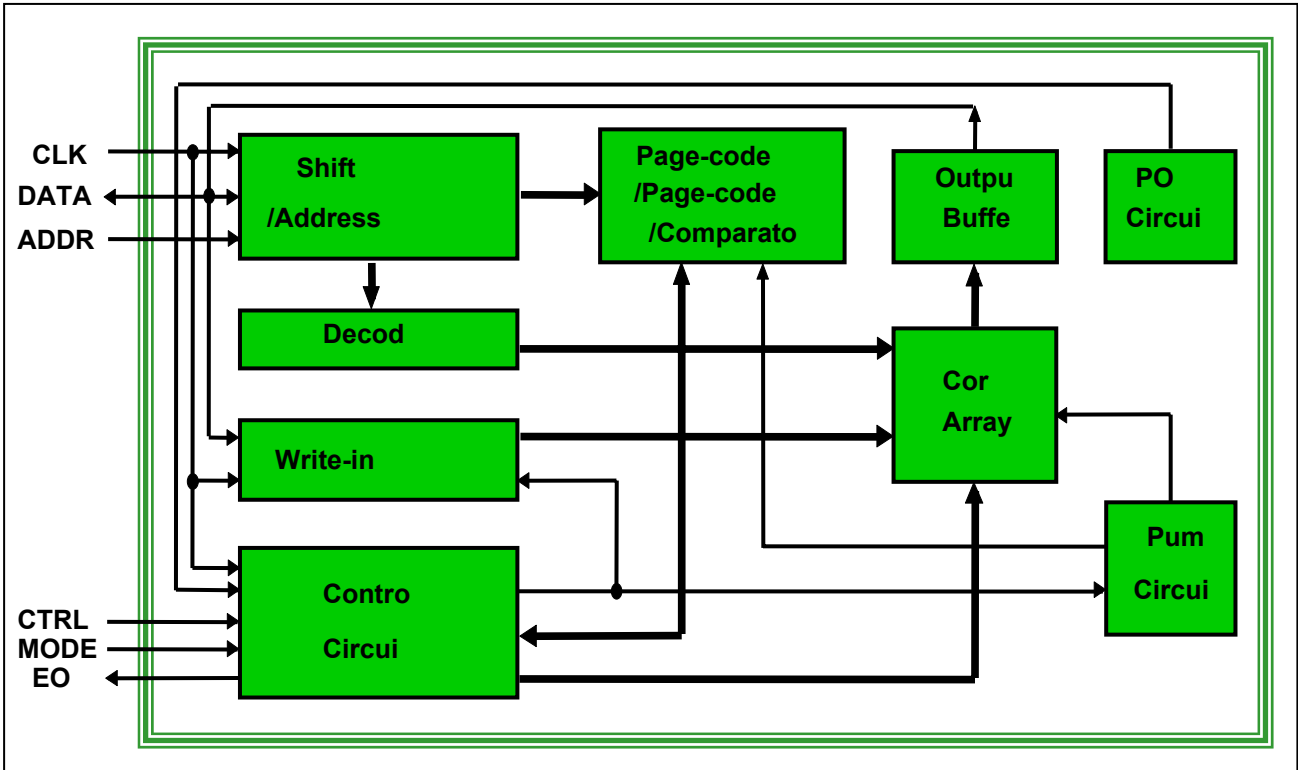 CLK
DATA
ADDR
Shift
/Address
Page-code
/Page-code
/Comparato
Outpu
Buffe
PO
Circui
Decod
Cor
Array
Write-in
Pum
Circui
Contro
Circui
CTRL
MODE
EO